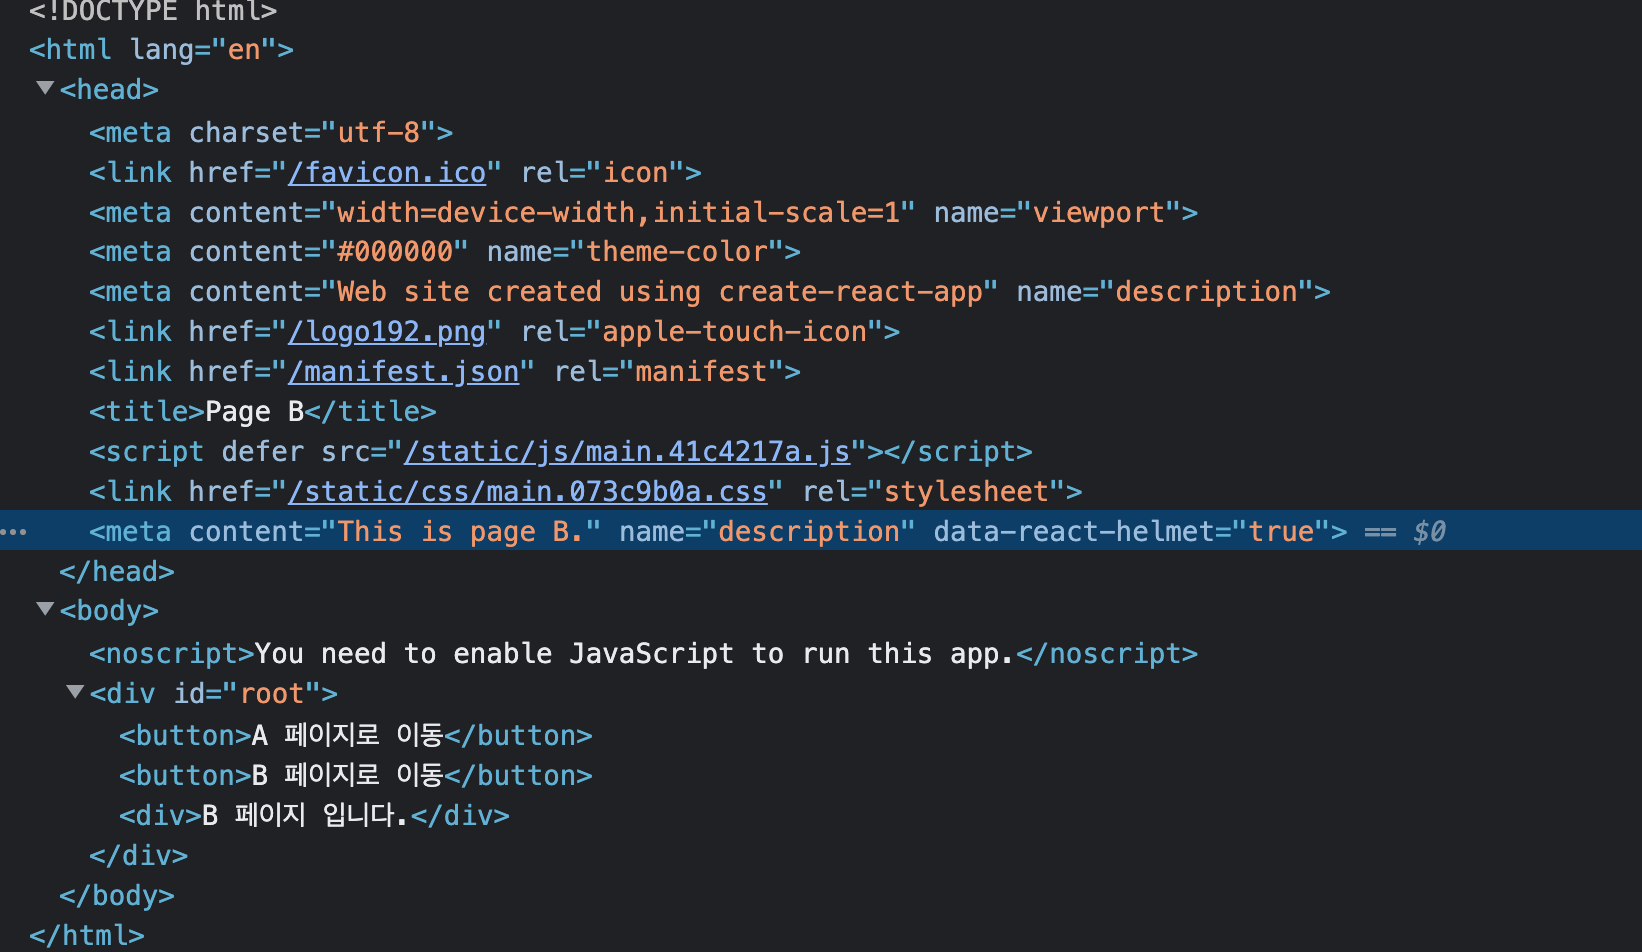 <!DOCTYPE html>
<html lang="en">
<head>
<meta charset="utf-8">
<link href="/favicon.ico" rel="icon">
<meta content="width=device-width,initial-scale=1" name="viewport">
<meta content="#000000" name="theme-color">
<meta content="Web site created using create-react-app" name="description">
<link href="/logo192.png" rel="apple-touch-icon">
<link href="/manifest.json" rel="manifest">
<title>Page B</title>
<script defer src="/static/js/main.41c4217a.js"></script>
<link href="/static/css/main.073c9b0a.css" rel="stylesheet">
<meta content="This is page B." name="description" data-react-helmet="true"> == $0
</head>
<body>
<noscript>You need to enable JavaScript to run this app.</noscript>
<div id="root">
<button>A 페이지로 이동</button>
<button>B 페이지로 이동</button>
<div>B 페이지 입니다.</div>
</div>
</body>
</html>